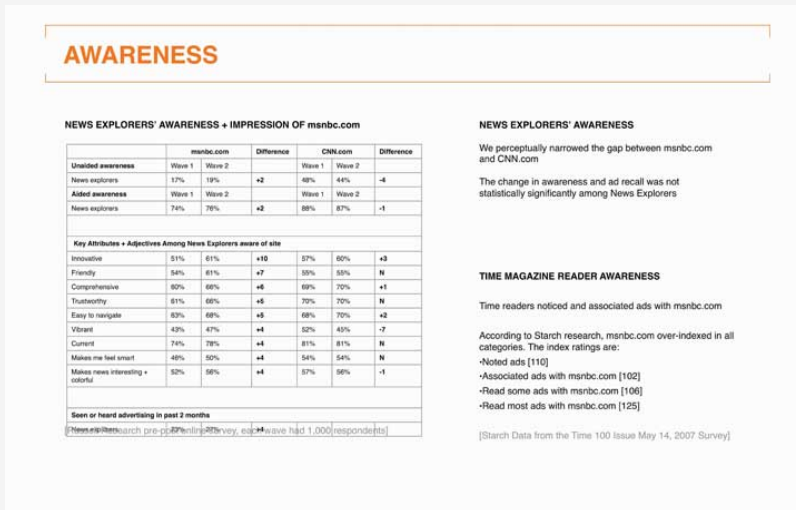 AWARENESS
NEWS EXPLORERS' AWARENESS + IMPRESSION OF msnbc.com
msnbc.com Difference CNN.com Difference
Unaided awareness Wave 1 Wave 2 Wave 1 Wave 2
News explorers 17% 19% +2 48% 44% -4
Aided awareness Wave 1 Wave 2 Wave 1 Wave 2
News explorers 74% 76% +2 88% 87% -1
Key Attributes + Adjectives Among News Explorers aware of site
Innovative 51% 61% +10 57% 60% +3
Friendly 54% 61% +7 55% 55% N
Comprehensive 60% 66% +6 69% 70% +1
Trustworthy 61% 66% +5 70% 70% N
Easy to navigate 63% 68% +5 68% 70% +2
Vibrant 43% 47% +4 52% 45% -7
Current 74% 78% +4 81% 81% N
Makes me feel smart 46% 50% +4 54% 54% N
Makes news interesting + 52% 56% +4 57% 56% -1
colorful
Seen or heard advertising in past 2 months
News explorers +4
research pre-post online survey, each wave had 1,000 respondents]
NEWS EXPLORERS' AWARENESS
We perceptually narrowed the gap between msnbc.com
and CNN.com
The change in awareness and ad recall was not
statistically significantly among News Explorers
TIME MAGAZINE READER AWARENESS
Time readers noticed and associated ads with msnbc.com
According to Starch research, msnbc.com over-indexed in all
categories. The index ratings are:
•Noted ads [110]
•Associated ads with msnbc.com [102]
•Read some ads with msnbc.com [106]
•Read most ads with msnbc.com [125]
[Starch Data from the Time 100 Issue May 14, 2007 Survey]